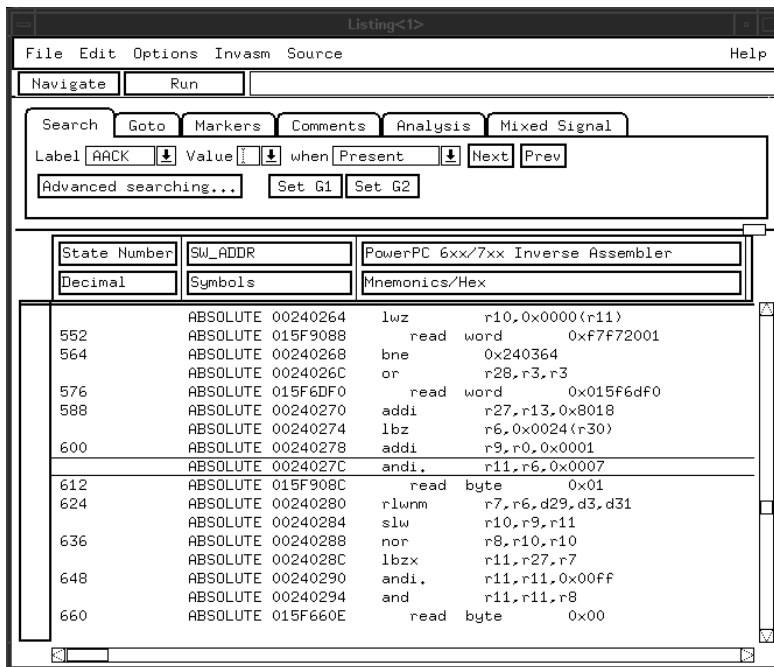 Listing<1>
File Edit Options Invasm Source Help
Navigate Run
Search Goto Markers Comments Analysis Mixed Signal
Label AACK Value when Present Next Prev
Advanced searching... Set G1 Set G2
State Number SW_ADDR PowerPC 6xx/7xx Inverse Assembler
Decimal Symbols Mnemonics/Hex
ABSOLUTE 00240264 lwz r10,0x0000(r11)
552 ABSOLUTE 015F9088 read word 0xf7f72001
564 ABSOLUTE 00240268 bne 0x240364
ABSOLUTE 0024026C or r28,r3,r3
576 ABSOLUTE 015F6DF0 read word 0x015f6df0
588 ABSOLUTE 00240270 addi r27,r13,0x8018
ABSOLUTE 00240274 lbz r6,0x0024(r30)
600 ABSOLUTE 00240278 addi r9,r0,0x0001
ABSOLUTE 0024027C andi. r11,r6,0x0007
612 ABSOLUTE 015F908C read byte 0x01
624 ABSOLUTE 00240280 rlwnm r7,r6,d29,d3,d31
ABSOLUTE 00240284 slw r10,r9,r11
636 ABSOLUTE 00240288 nor r8,r10,r10
ABSOLUTE 0024028C lbzx r11,r27,r7
648 ABSOLUTE 00240290 andi. r11,r11,0x00ff
ABSOLUTE 00240294 and r11,r11,r8
660 ABSOLUTE 015F660E read byte 0x00